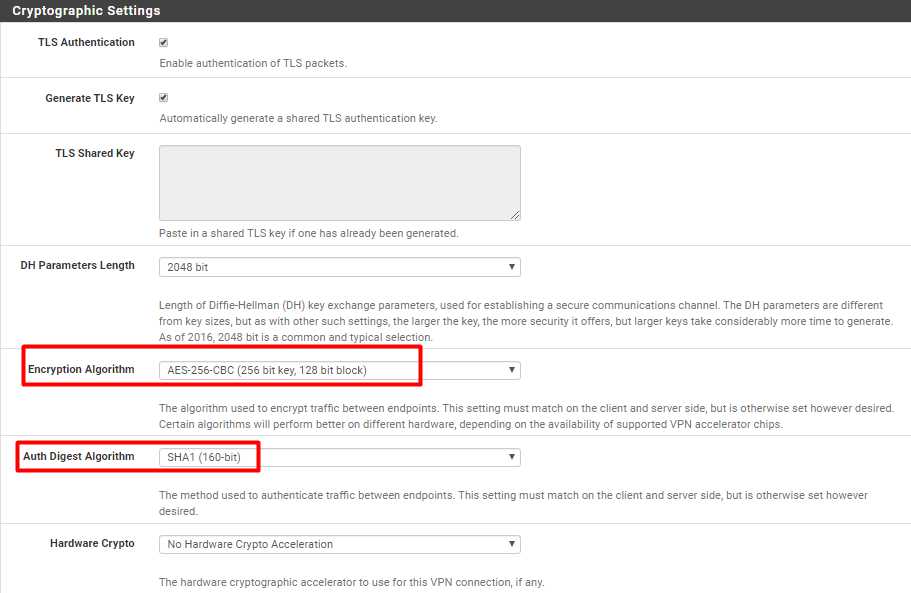 Cryptographic Settings
TLS Authentication
Enable authentication of TLS packets.
Generate TLS Key
Automatically generate a shared TLS authentication key.
TLS Shared Key
Paste in a shared TLS key if one has already been generated.
DH Parameters Length
2048 bit
Length of Diffie-Hellman (DH) key exchange parameters, used for establishing a secure communications channel. The DH parameters are different
from key sizes, but as with other such settings, the larger the key, the more security it offers, but larger keys take considerably more time to generate.
As of 2016, 2048 bit is a common and typical selection.
Encryption Algorithm
AES-256-CBC (256 bit key, 128 bit block)
The algorithm used to encrypt traffic between endpoints. This setting must match on the client and server side, but is otherwise set however desired.
Certain algorithms will perform better on different hardware, depending on the availability of supported VPN accelerator chips.
Auth Digest Algorithm
SHA1 (160-bit)
The method used to authenticate traffic between endpoints. This setting must match on the client and server side, but is otherwise set however
desired.
Hardware Crypto
No Hardware Crypto Acceleration
The hardware cryptographic accelerator to use for this VPN connection, if any.